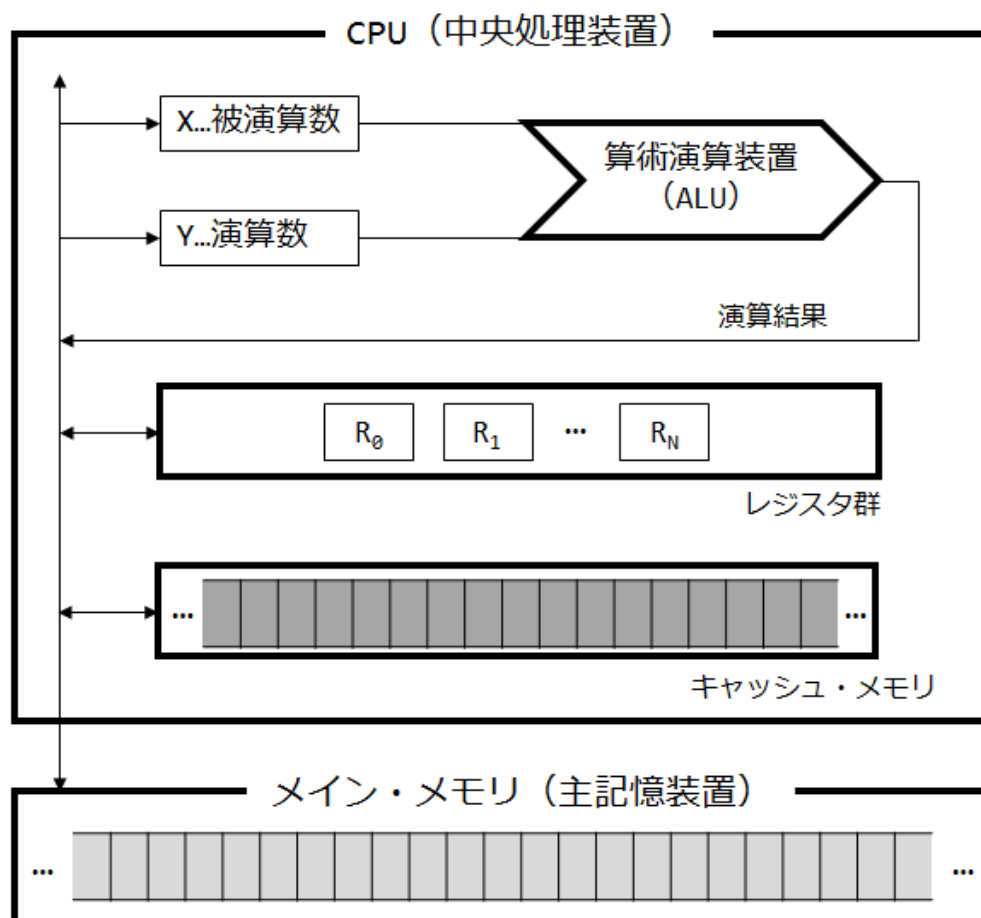 CPU（中央処理装置）
X…被演算数
算術演算装置
（ALU）
Y…演算数
演算結果
R₀ R₁ … R_N
レジスタ群
… …
キャッシュ・メモリ
メイン・メモリ（主記憶装置）
… …